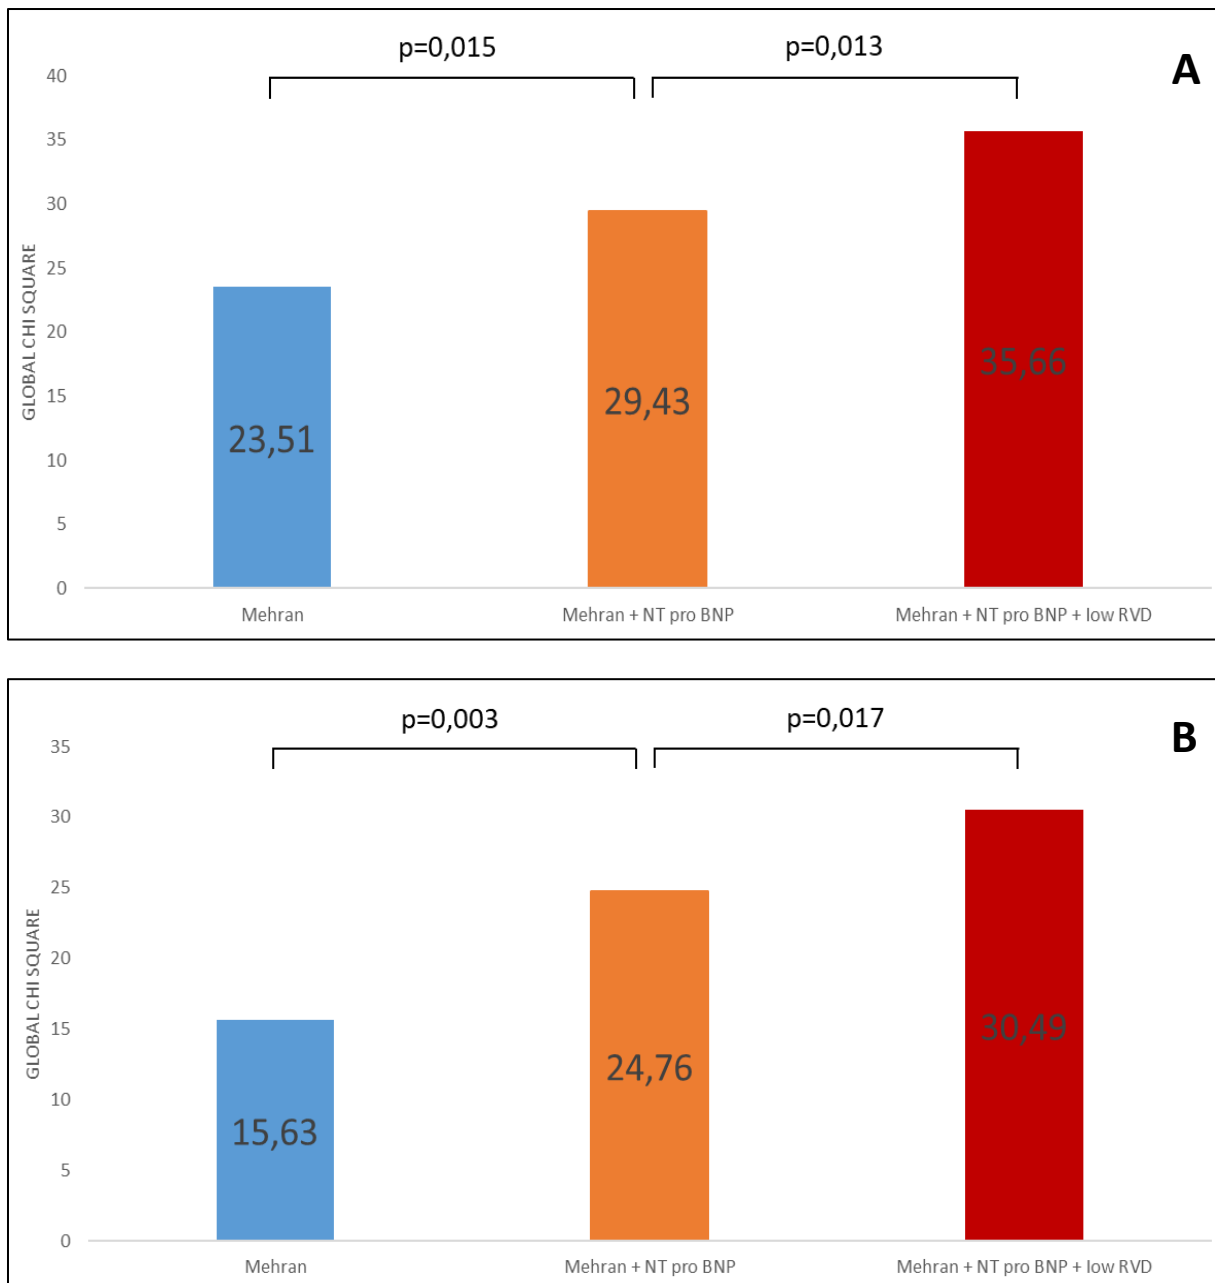 p=0,015
p=0,013
A
40
35
30
25
20
15
10
5
0
GLOBAL CHI SQUARE
23,51
29,43
35,66
Mehran
Mehran + NT pro BNP
Mehran + NT pro BNP + low RVD
p=0,003
p=0,017
B
35
30
25
20
15
10
5
0
GLOBAL CHI SQUARE
15,63
24,76
30,49
Mehran
Mehran + NT pro BNP
Mehran + NT pro BNP + low RVD